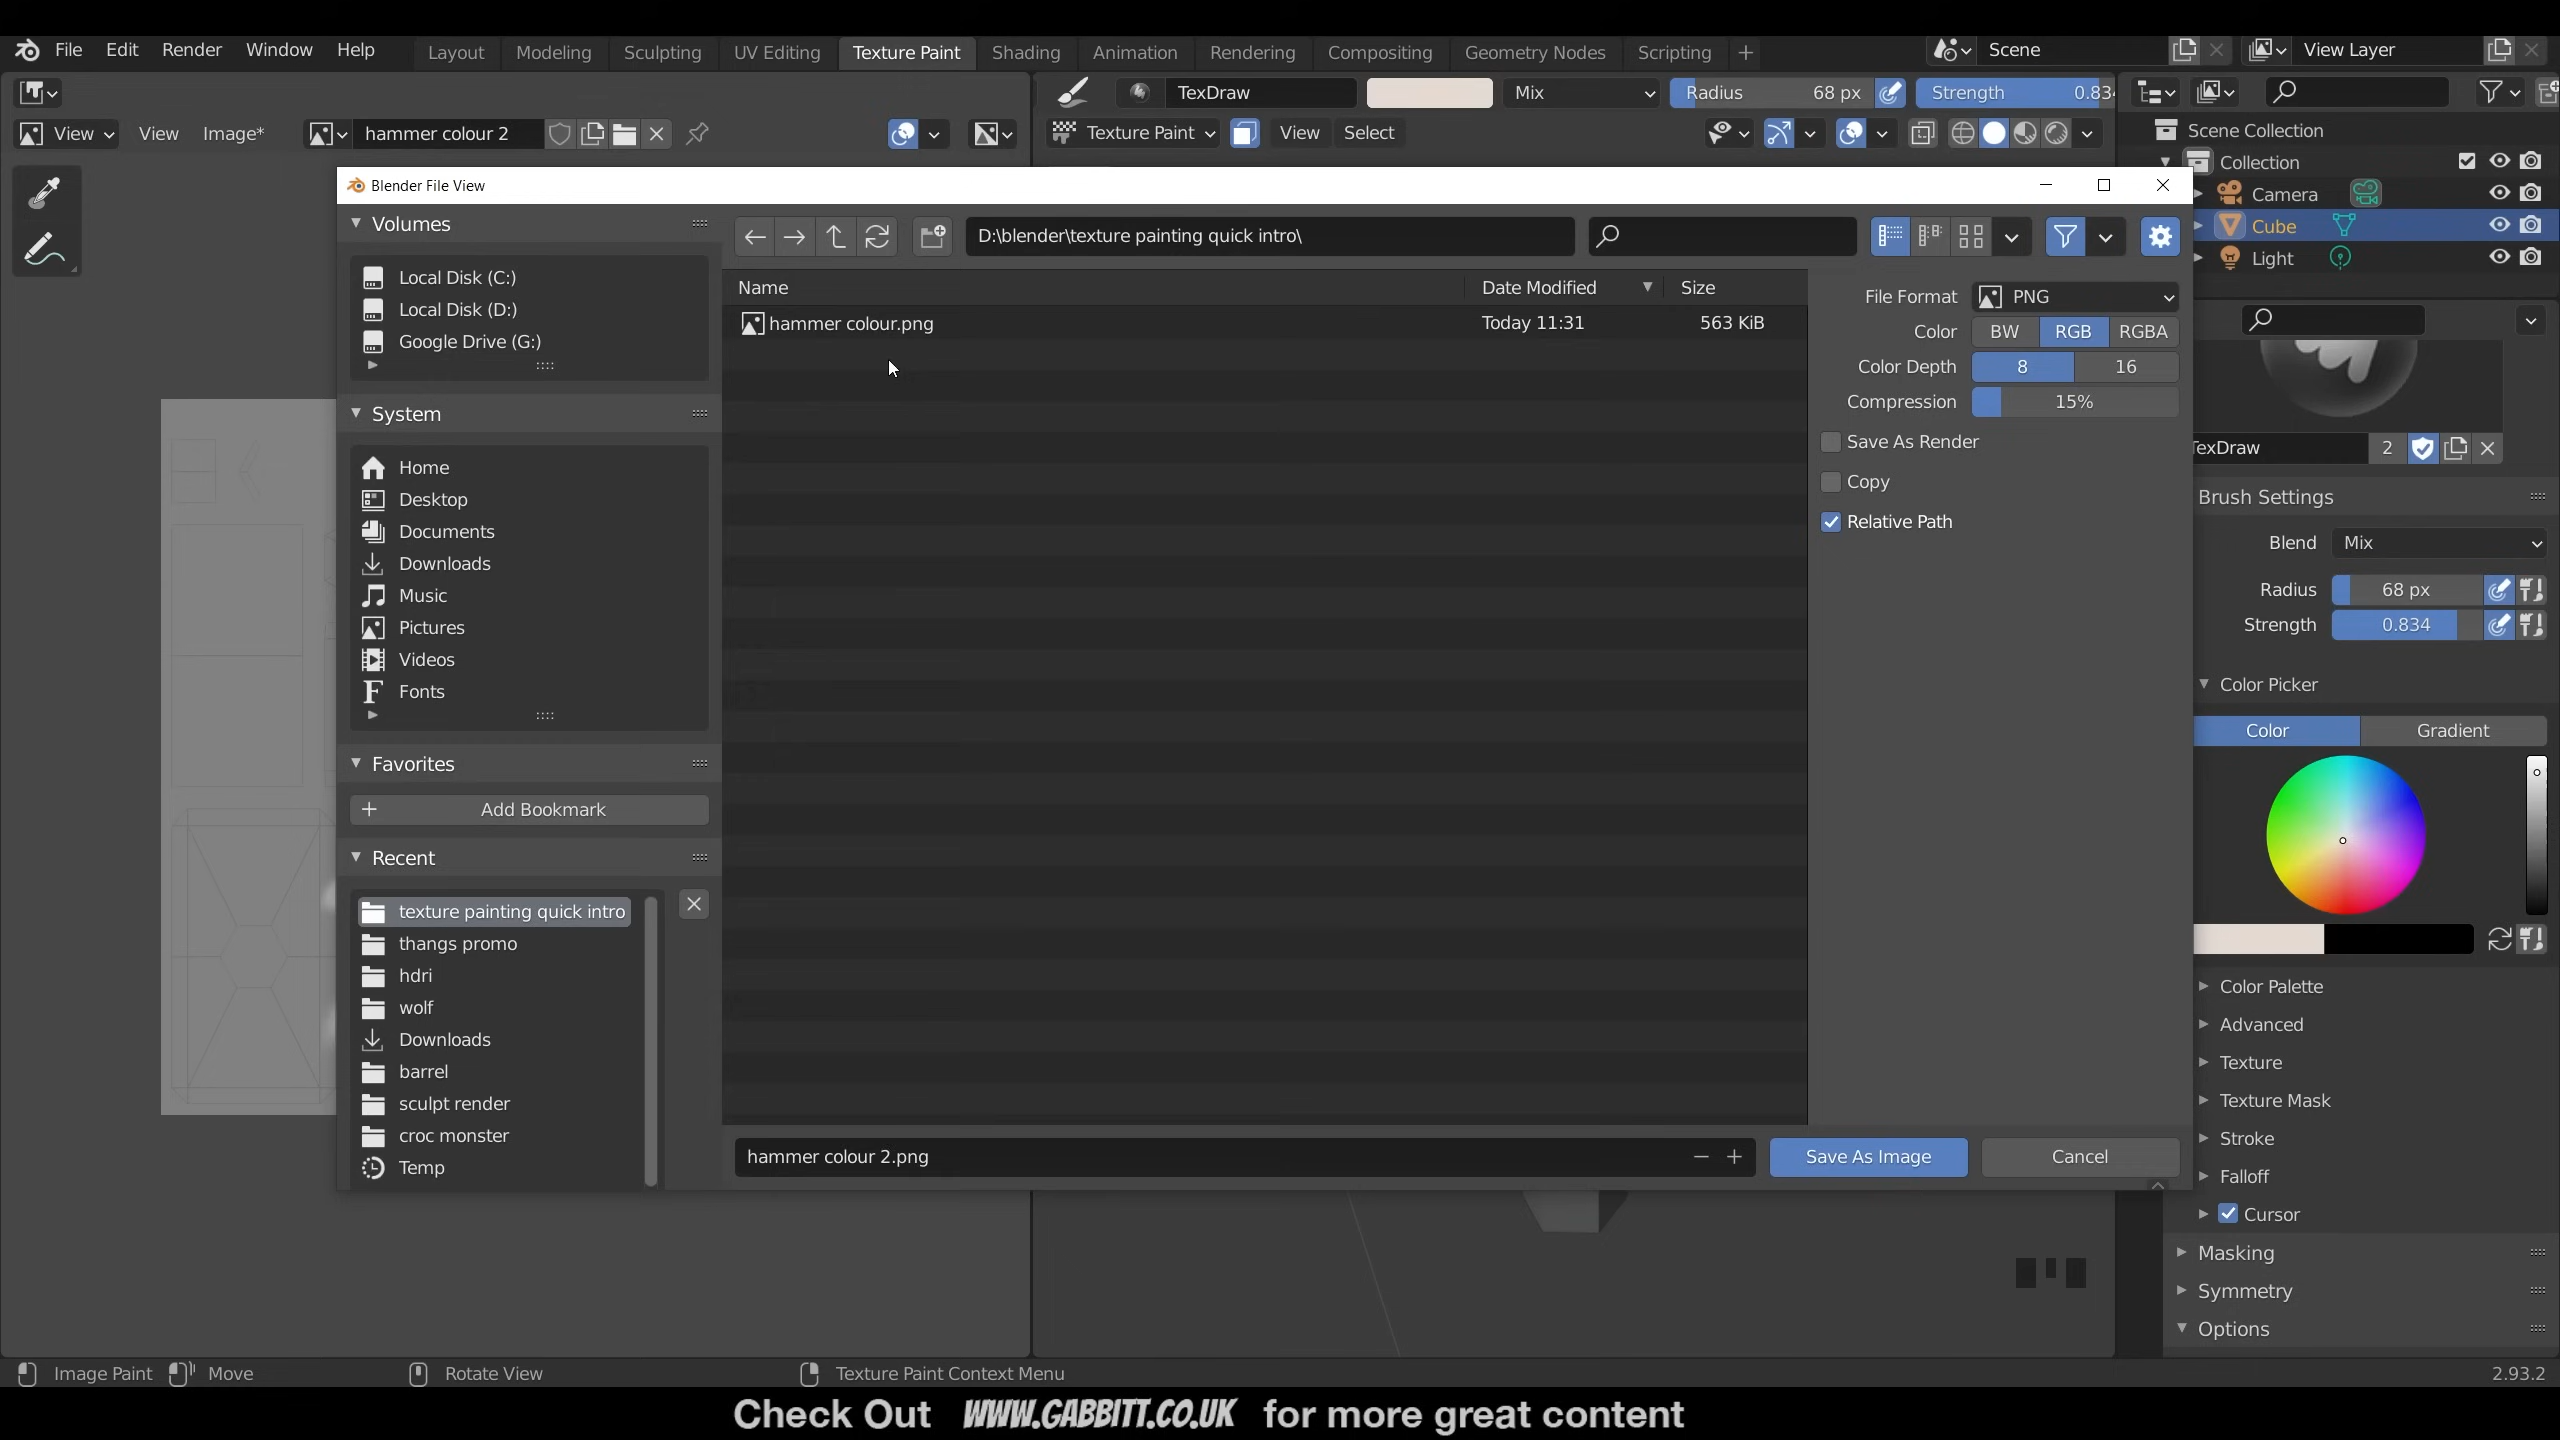 File Edit Render Window Help Layout Modeling Sculpting UV Editing Texture Paint Shading Animation Rendering Compositing Geometry Nodes Scripting + Scene View Layer
TexDraw Mix Radius 68 px Strength 0.834
View View Image* hammer colour 2 Texture Paint View Select
Scene Collection
Collection
Camera
Cube
Light
Blender File View
Volumes
Local Disk (C:)
Local Disk (D:)
Google Drive (G:)
System
Home
Desktop
Documents
Downloads
Music
Pictures
Videos
Fonts
Favorites
Add Bookmark
Recent
texture painting quick intro
thangs promo
hdri
wolf
Downloads
barrel
sculpt render
croc monster
Temp
D:\blender\texture painting quick intro\
Name Date Modified Size
hammer colour.png Today 11:31 563 KiB
File Format PNG
Color BW RGB RGBA
Color Depth 8 16
Compression 15%
Save As Render
Copy
Relative Path
hammer colour 2.png
Save As Image Cancel
TexDraw 2
Brush Settings
Blend Mix
Radius 68 px
Strength 0.834
Color Picker
Color Gradient
Color Palette
Advanced
Texture
Texture Mask
Stroke
Falloff
Cursor
Masking
Symmetry
Options
Image Paint Move Rotate View Texture Paint Context Menu 2.93.2
Check Out WWW.GABBITT.CO.UK for more great content